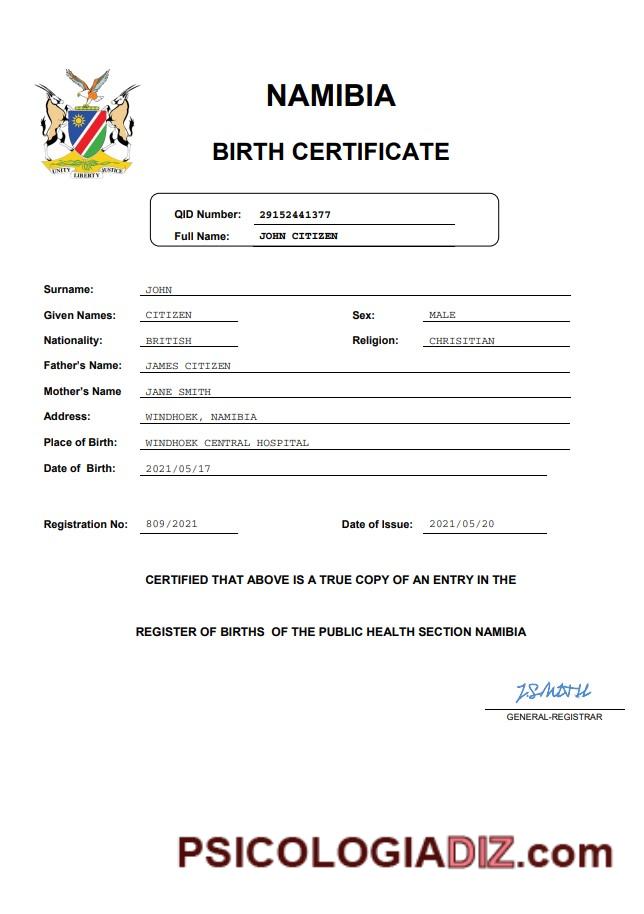 NAMIBIA
BIRTH CERTIFICATE
UNITY LIBERTY JUSTICE
QID Number: 29152441377
Full Name: JOHN CITIZEN
Surname: JOHN
Given Names: CITIZEN Sex: MALE
Nationality: BRITISH Religion: CHRISITIAN
Father's Name: JAMES CITIZEN
Mother's Name JANE SMITH
Address: WINDHOEK, NAMIBIA
Place of Birth: WINDHOEK CENTRAL HOSPITAL
Date of Birth: 2021/05/17
Registration No: 809/2021 Date of Issue: 2021/05/20
CERTIFIED THAT ABOVE IS A TRUE COPY OF AN ENTRY IN THE
REGISTER OF BIRTHS OF THE PUBLIC HEALTH SECTION NAMIBIA
J.SMITH
GENERAL-REGISTRAR
PSICOLOGIADIZ.com